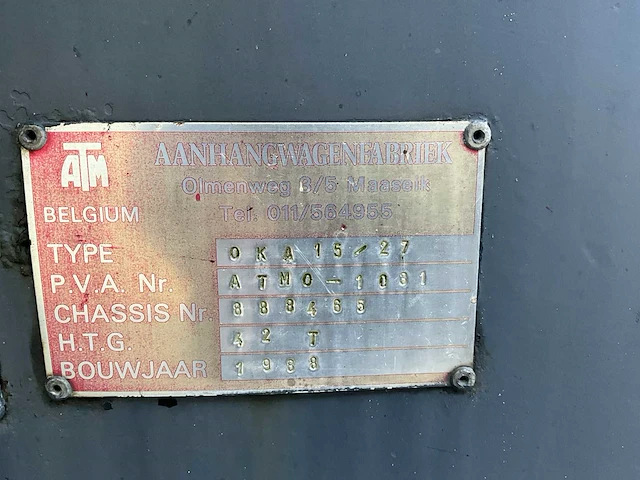 ATM AANHANGWAGENFABRIEK
Olmenweg 3/5 Maaseik
BELGIUM Tel. 011/564955
TYPE OKA 15/27
P.V.A. Nr. ATMO-1031
CHASSIS Nr. 888465
H.T.G. 42 T
BOUWJAAR 1988